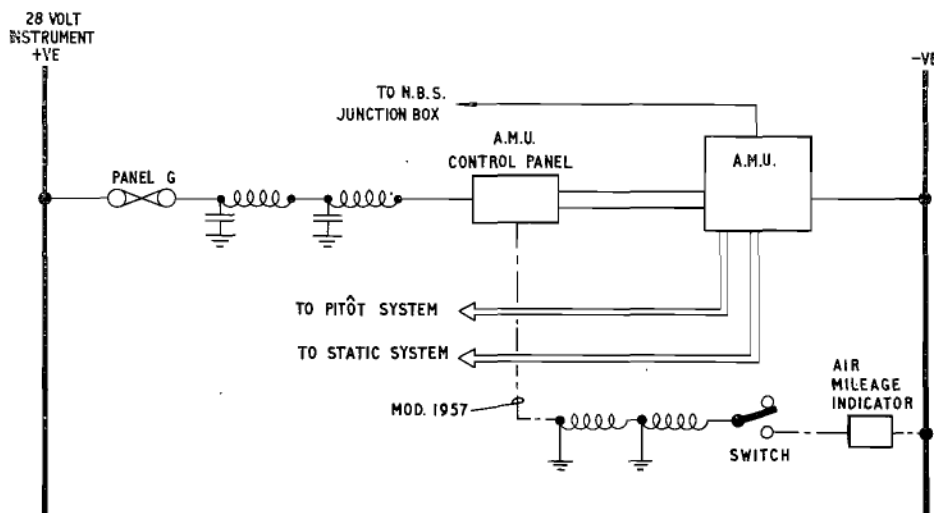 28 VOLT
INSTRUMENT
+VE
-VE
TO N.B.S.
JUNCTION BOX
A.M.U.
CONTROL PANEL
A.M.U.
PANEL G
TO PITÔT SYSTEM
TO STATIC SYSTEM
AIR
MILEAGE
INDICATOR
MOD. 1957
SWITCH